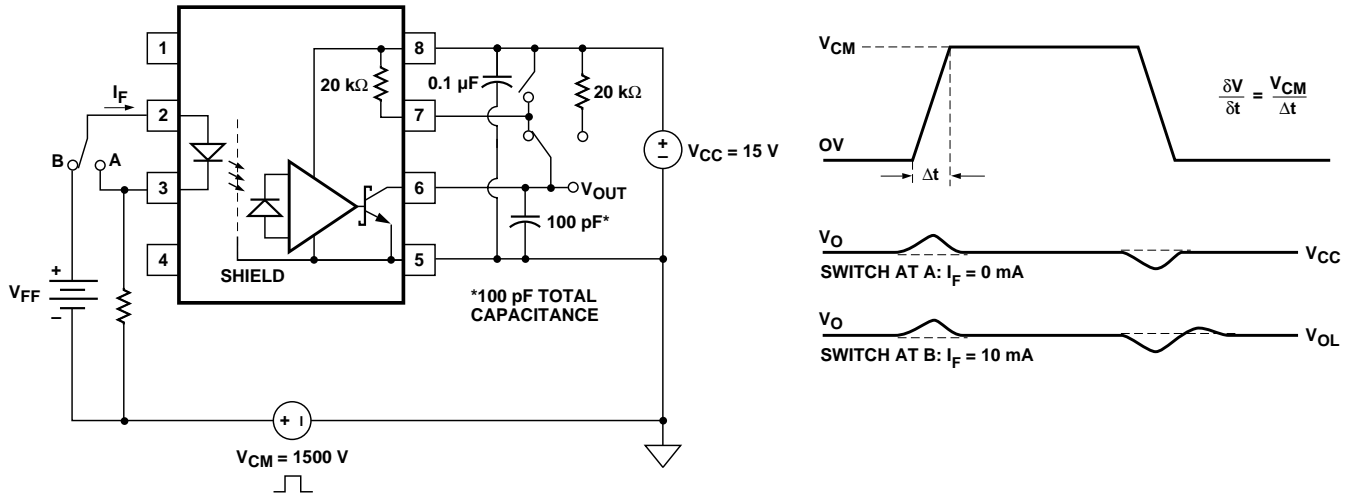 1
2
3
4
8
7
6
5
I_F
B
A
V_FF
+
–
20 kΩ
SHIELD
0.1 µF
20 kΩ
+
–
V_CC = 15 V
V_OUT
100 pF*
*100 pF TOTAL
CAPACITANCE
+
V_CM = 1500 V
V_CM
OV
Δt
δV/δt = V_CM/Δt
V_O
V_CC
SWITCH AT A: I_F = 0 mA
V_O
V_OL
SWITCH AT B: I_F = 10 mA